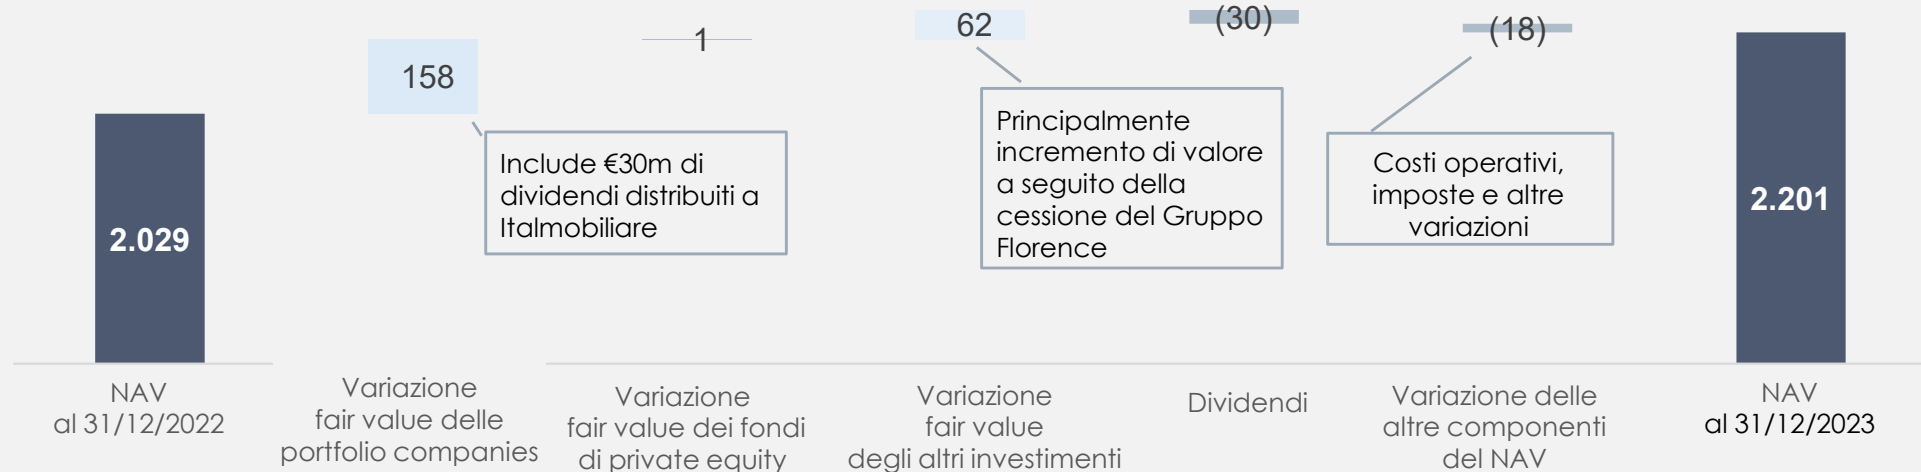 158
1
62
(30)
(18)
2.029
2.201
Include €30m di
dividendi distribuiti a
Italmobiliare
Principalmente
incremento di valore
a seguito della
cessione del Gruppo
Florence
Costi operativi,
imposte e altre
variazioni
NAV
al 31/12/2022
Variazione
fair value delle
portfolio companies
Variazione
fair value dei fondi
di private equity
Variazione
fair value
degli altri investimenti
Dividendi
Variazione delle
altre componenti
del NAV
NAV
al 31/12/2023